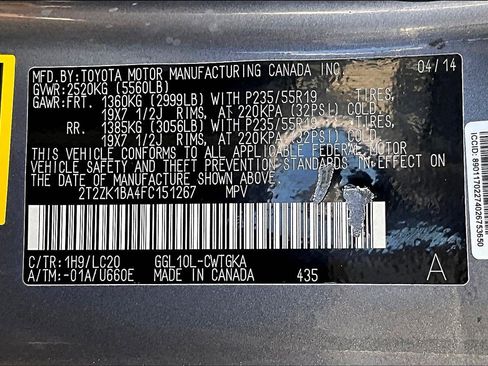 MFD.BY:TOYOTA MOTOR MANUFACTURING CANADA INC. 04/14
GVWR:2520KG (5560LB)
GAWR:FRT. 1360KG (2999LB) WITH P235/55R19 TIRES,
19X7 1/2J RIMS, AT 220KPA (32PSI) COLD.
RR. 1385KG (3056LB) WITH P235/55R19 TIRES,
19X7 1/2J RIMS, AT 220KPA (32PSI) COLD.
THIS VEHICLE CONFORMS TO ALL APPLICABLE FEDERAL MOTOR
VEHICLE SAFETY AND THEFT PREVENTION STANDARDS IN EFFECT
ON THE DATE OF MANUFACTURE SHOWN ABOVE.
2T2ZK1BA4FC151267 MPV
C/TR:1H9/LC20 GGL10L-CWTGKA
A/TM:-01A/U660E MADE IN CANADA 435 A
ICCID: 89011702274026753650